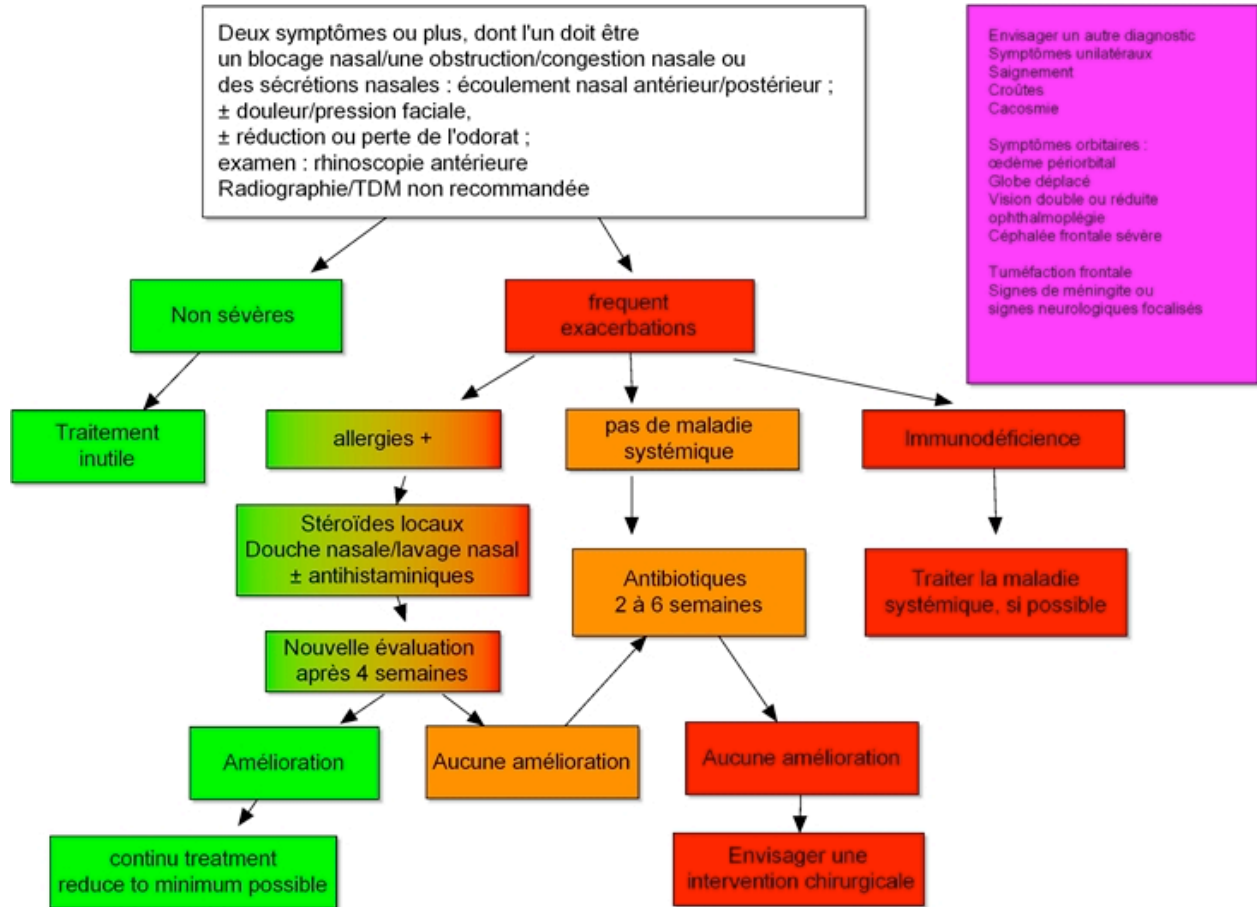 Deux symptômes ou plus, dont l'un doit être
un blocage nasal/une obstruction/congestion nasale ou
des sécrétions nasales : écoulement nasal antérieur/postérieur ;
± douleur/pression faciale,
± réduction ou perte de l'odorat ;
examen : rhinoscopie antérieure
Radiographie/TDM non recommandée
Envisager un autre diagnostic
Symptômes unilatéraux
Saignement
Croûtes
Cacosmie
Symptômes orbitaires :
œdème périorbital
Globe déplacé
Vision double ou réduite
ophthalmoplégie
Céphalée frontale sévère
Tuméfaction frontale
Signes de méningite ou
signes neurologiques focalisés
Non sévères
frequent
exacerbations
Traitement
inutile
allergies +
pas de maladie
systémique
Immunodéficience
Stéroïdes locaux
Douche nasale/lavage nasal
± antihistaminiques
Antibiotiques
2 à 6 semaines
Traiter la maladie
systémique, si possible
Nouvelle évaluation
après 4 semaines
Amélioration
Aucune amélioration
Aucune amélioration
continu treatment
reduce to minimum possible
Envisager une
intervention chirurgicale